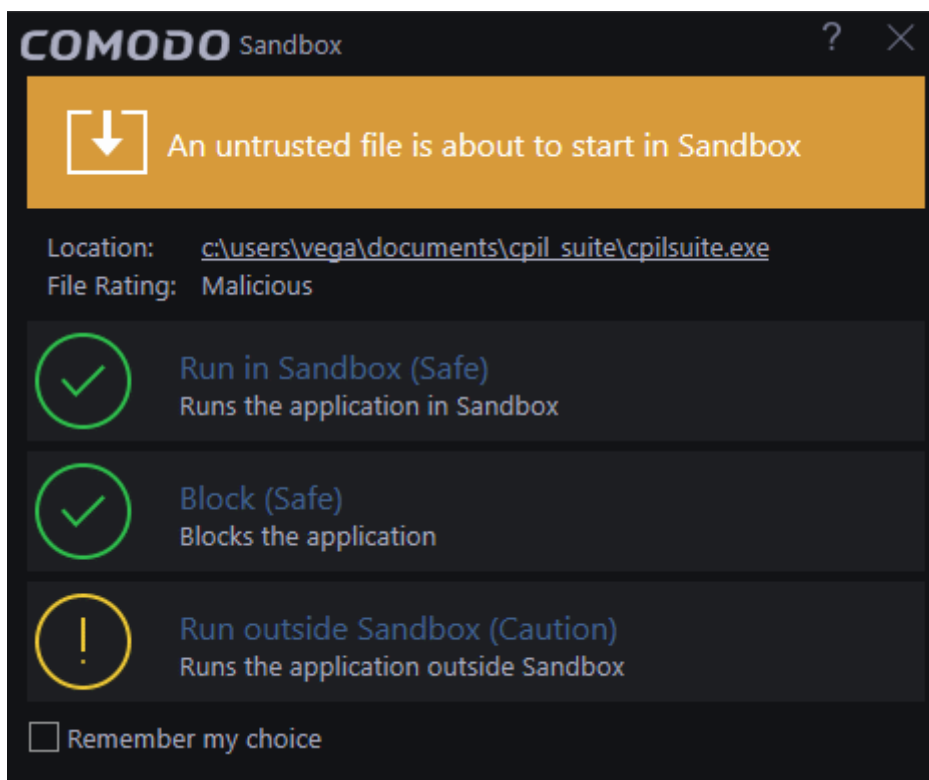 COMODO Sandbox ?
An untrusted file is about to start in Sandbox
Location: c:\users\vega\documents\cpil_suite\cpilsuite.exe
File Rating: Malicious
Run in Sandbox (Safe)
Runs the application in Sandbox
Block (Safe)
Blocks the application
!
Run outside Sandbox (Caution)
Runs the application outside Sandbox
Remember my choice